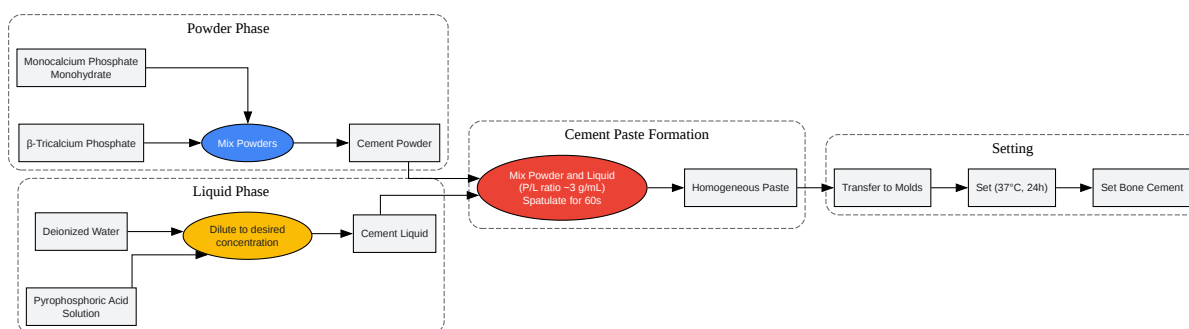 Powder Phase
Monocalcium Phosphate
Monohydrate
β-Tricalcium Phosphate
Mix Powders
Cement Powder
Liquid Phase
Deionized Water
Dilute to desired
concentration
Cement Liquid
Pyrophosphoric Acid
Solution
Cement Paste Formation
Mix Powder and Liquid
(P/L ratio ~3 g/mL)
Spatulate for 60s
Homogeneous Paste
Setting
Transfer to Molds
Set (37°C, 24h)
Set Bone Cement